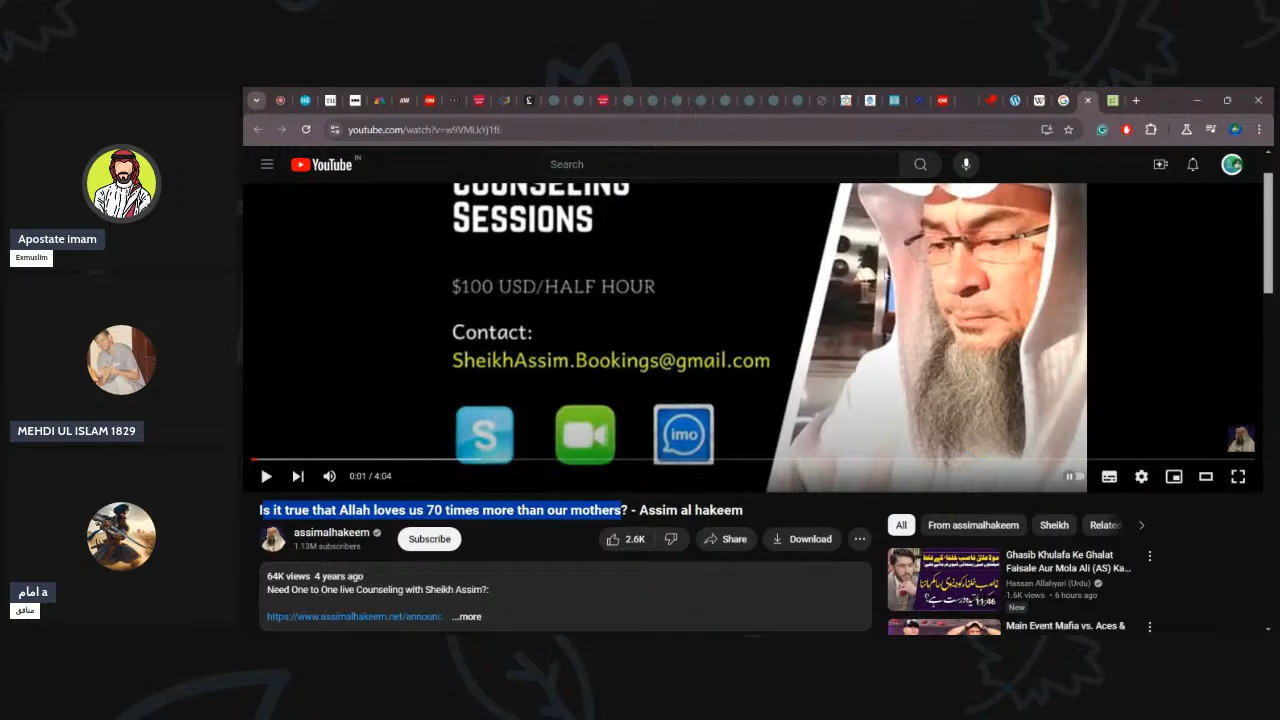 Apostate imam
Exmuslim
MEHDI UL ISLAM 1829
امام a
منافق
youtube.com/watch?v=w9VMLkYj1fE
YouTube IN
Search
COUNSELING
SESSIONS
$100 USD/HALF HOUR
Contact:
SheikhAssim.Bookings@gmail.com
S
imo
0:01 / 4:04
Is it true that Allah loves us 70 times more than our mothers? - Assim al hakeem
assimalhakeem
1.13M subscribers
Subscribe
2.6K
Share
Download
64K views 4 years ago
Need One to One live Counseling with Sheikh Assim?:
https://www.assimalhakeem.net/announc ...more
All
From assimalhakeem
Sheikh
Related
11:46
Ghasib Khulafa Ke Ghalat
Faisale Aur Mola Ali (AS) Ka...
Hassan Allahyari (Urdu)
1.6K views • 6 hours ago
New
Main Event Mafia vs. Aces &